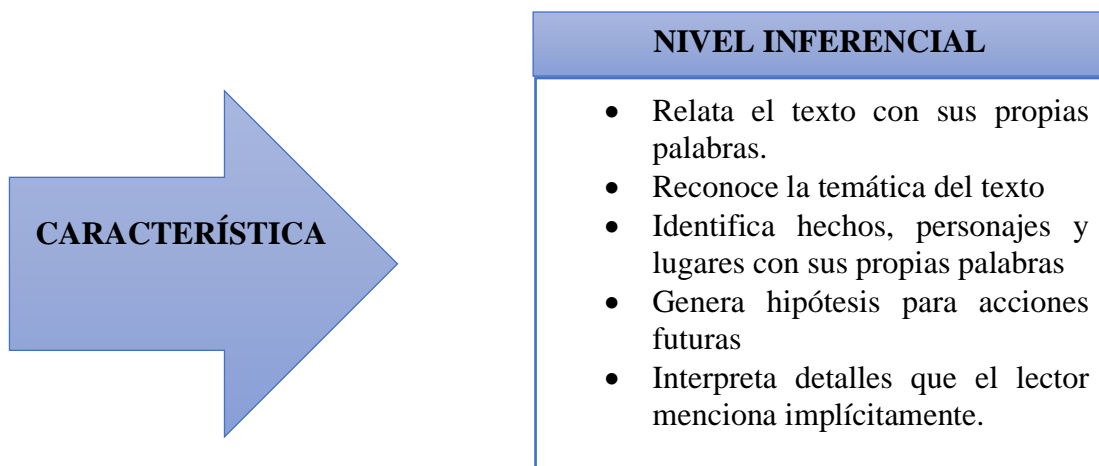 NIVEL INFERENCIAL
CARACTERÍSTICA
• Relata el texto con sus propias
palabras.
• Reconoce la temática del texto
• Identifica hechos, personajes y
lugares con sus propias palabras
• Genera hipótesis para acciones
futuras
• Interpreta detalles que el lector
menciona implícitamente.